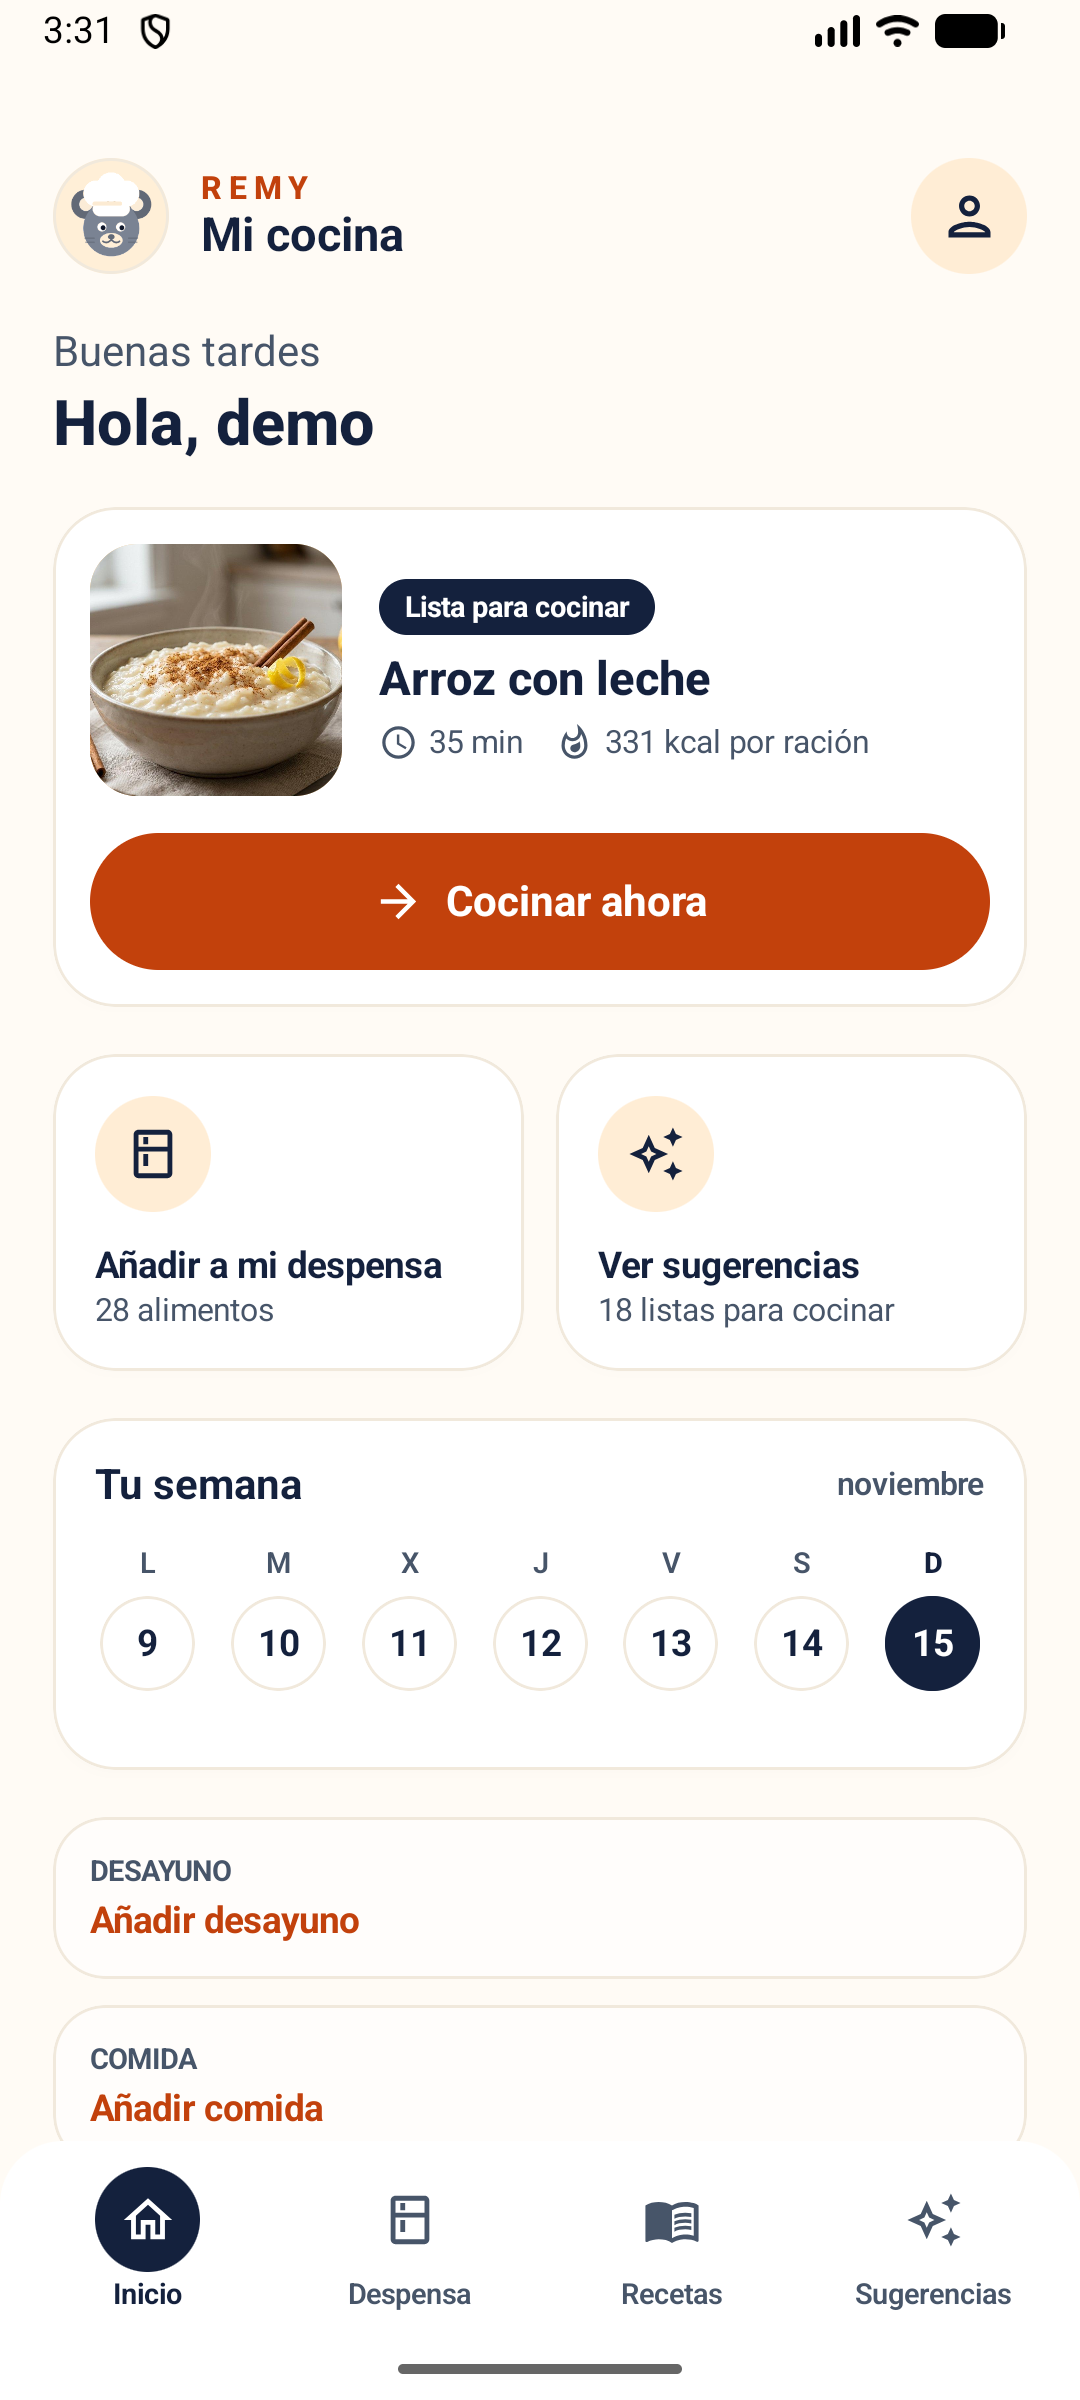 3:31
REMY
Mi cocina
Buenas tardes
Hola, demo
Lista para cocinar
Arroz con leche
35 min 331 kcal por ración
Cocinar ahora
Añadir a mi despensa
28 alimentos
Ver sugerencias
18 listas para cocinar
Tu semana noviembre
L M X J V S D
9 10 11 12 13 14 15
DESAYUNO
Añadir desayuno
COMIDA
Añadir comida
Inicio Despensa Recetas Sugerencias